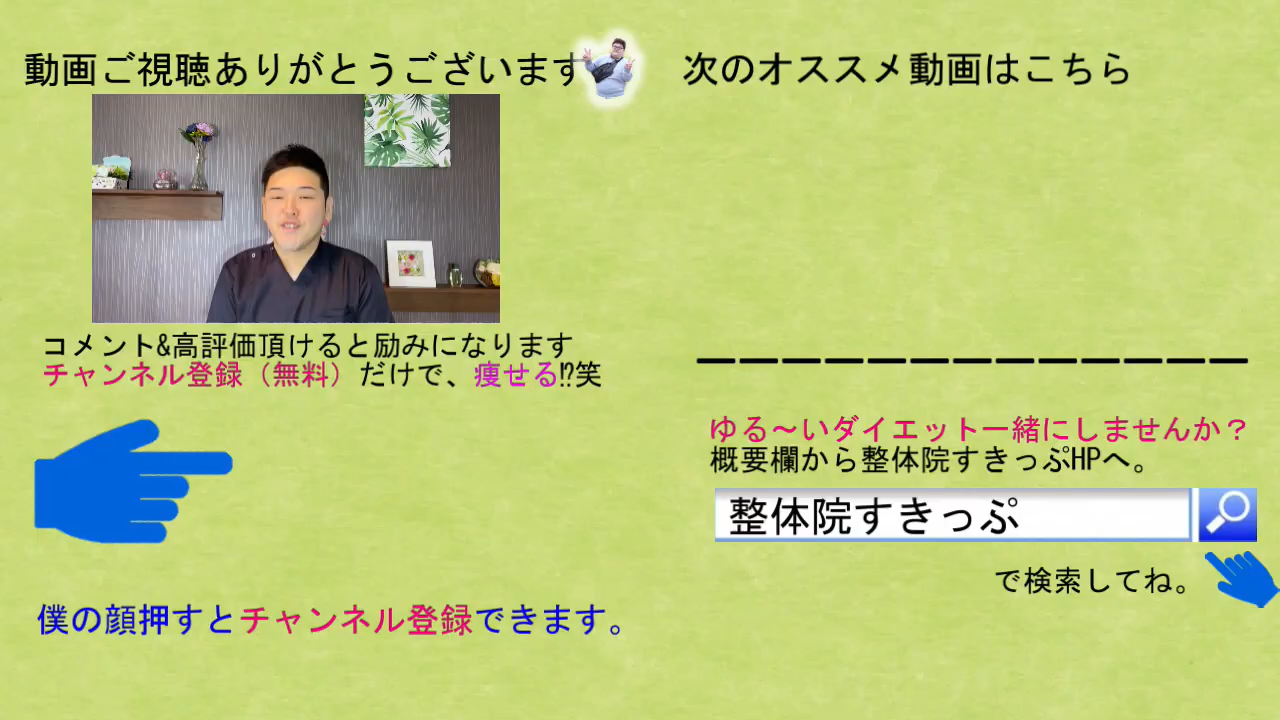 動画ご視聴ありがとうございます
次のオススメ動画はこちら
コメント&高評価頂けると励みになります
チャンネル登録（無料）だけで、痩せる⁉笑
ゆる～いダイエット一緒にしませんか？
概要欄から整体院すきっぷHPへ。
整体院すきっぷ
で検索してね。
僕の顔押すとチャンネル登録できます。